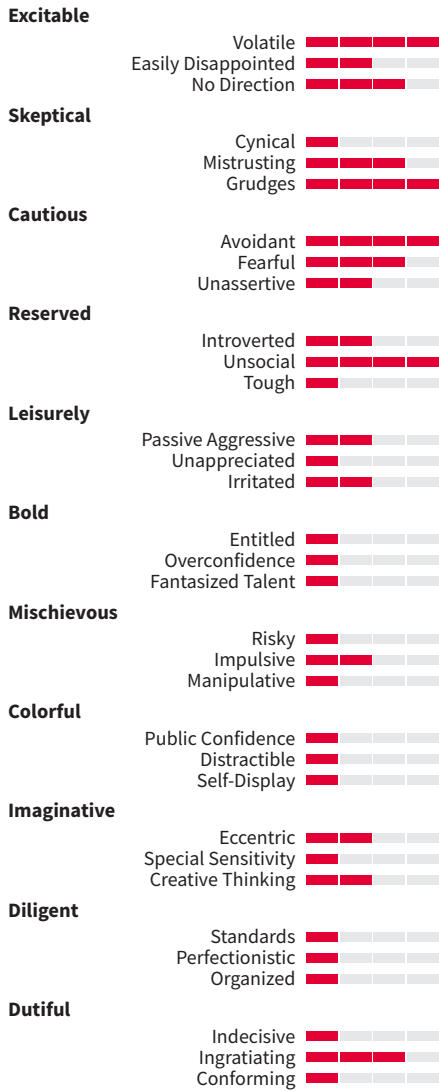 Excitable
Volatile
Easily Disappointed
No Direction
Skeptical
Cynical
Mistrusting
Grudges
Cautious
Avoidant
Fearful
Unassertive
Reserved
Introverted
Unsocial
Tough
Leisurely
Passive Aggressive
Unappreciated
Irritated
Bold
Entitled
Overconfidence
Fantasized Talent
Mischievous
Risky
Impulsive
Manipulative
Colorful
Public Confidence
Distractible
Self-Display
Imaginative
Eccentric
Special Sensitivity
Creative Thinking
Diligent
Standards
Perfectionistic
Organized
Dutiful
Indecisive
Ingratiating
Conforming